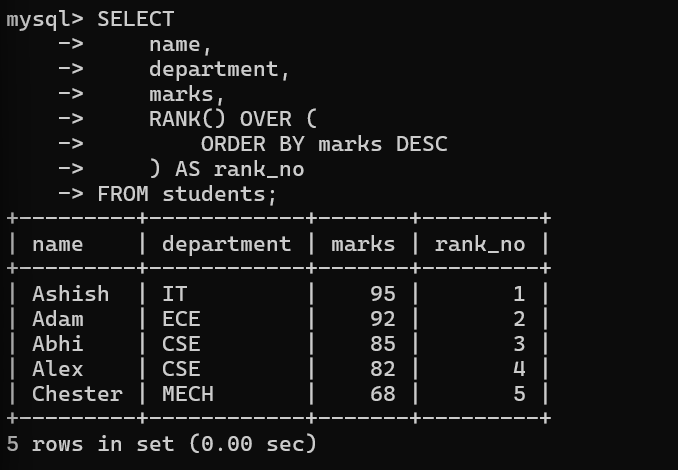 mysql> SELECT
    ->     name,
    ->     department,
    ->     marks,
    ->     RANK() OVER (
    ->         ORDER BY marks DESC
    ->     ) AS rank_no
    -> FROM students;
+---------+------------+-------+---------+
| name    | department | marks | rank_no |
+---------+------------+-------+---------+
| Ashish  | IT         |    95 |       1 |
| Adam    | ECE        |    92 |       2 |
| Abhi    | CSE        |    85 |       3 |
| Alex    | CSE        |    82 |       4 |
| Chester | MECH       |    68 |       5 |
+---------+------------+-------+---------+
5 rows in set (0.00 sec)